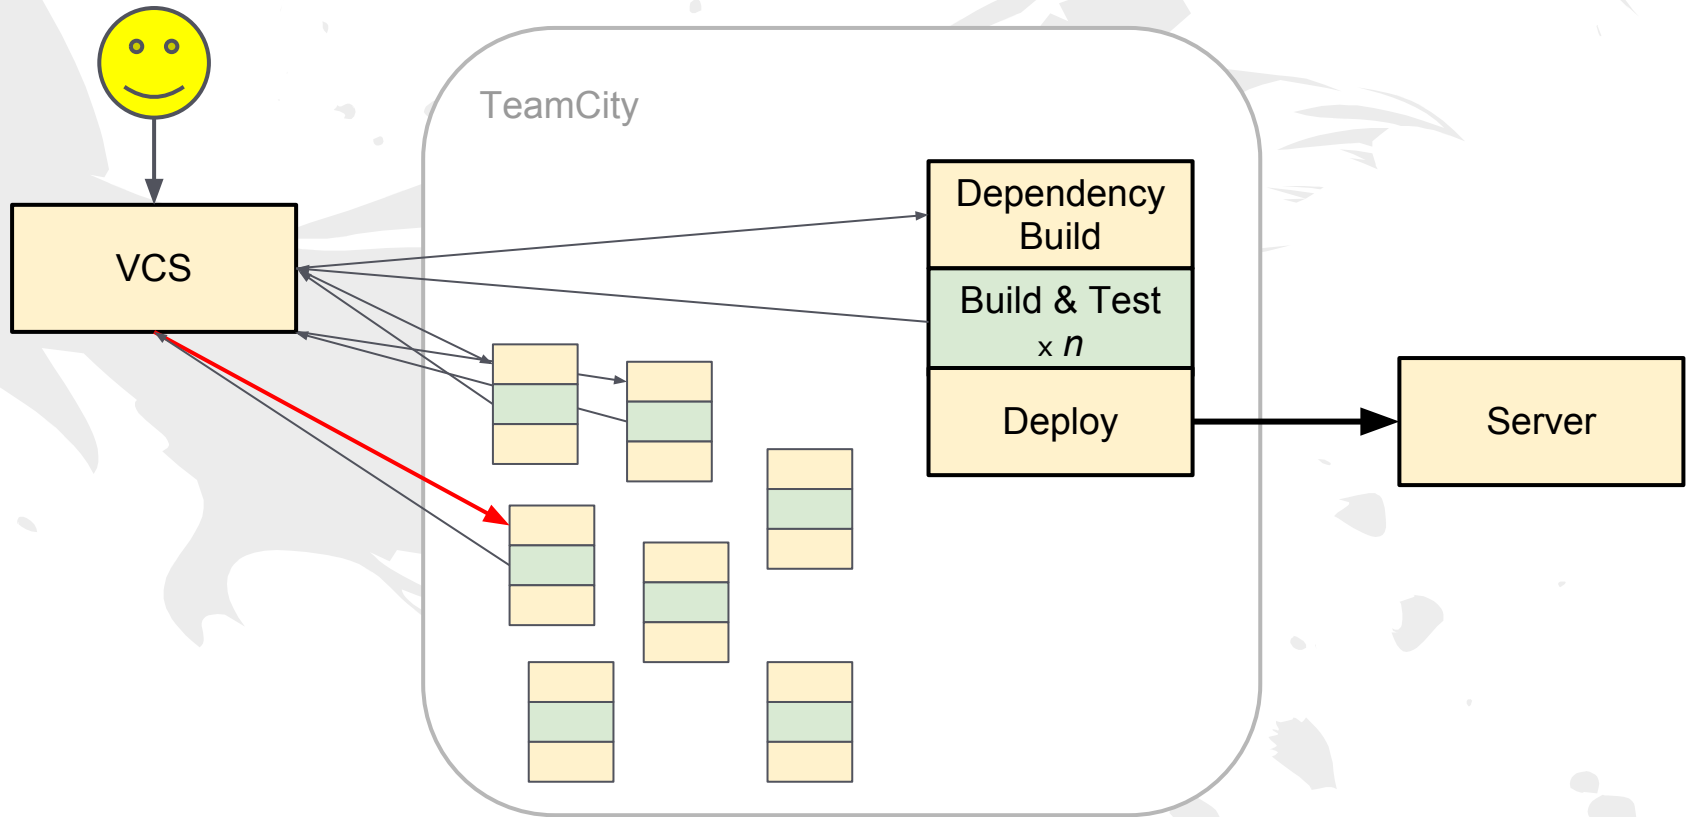 TeamCity
VCS
Dependency
Build
Build & Test
x n
Deploy
Server